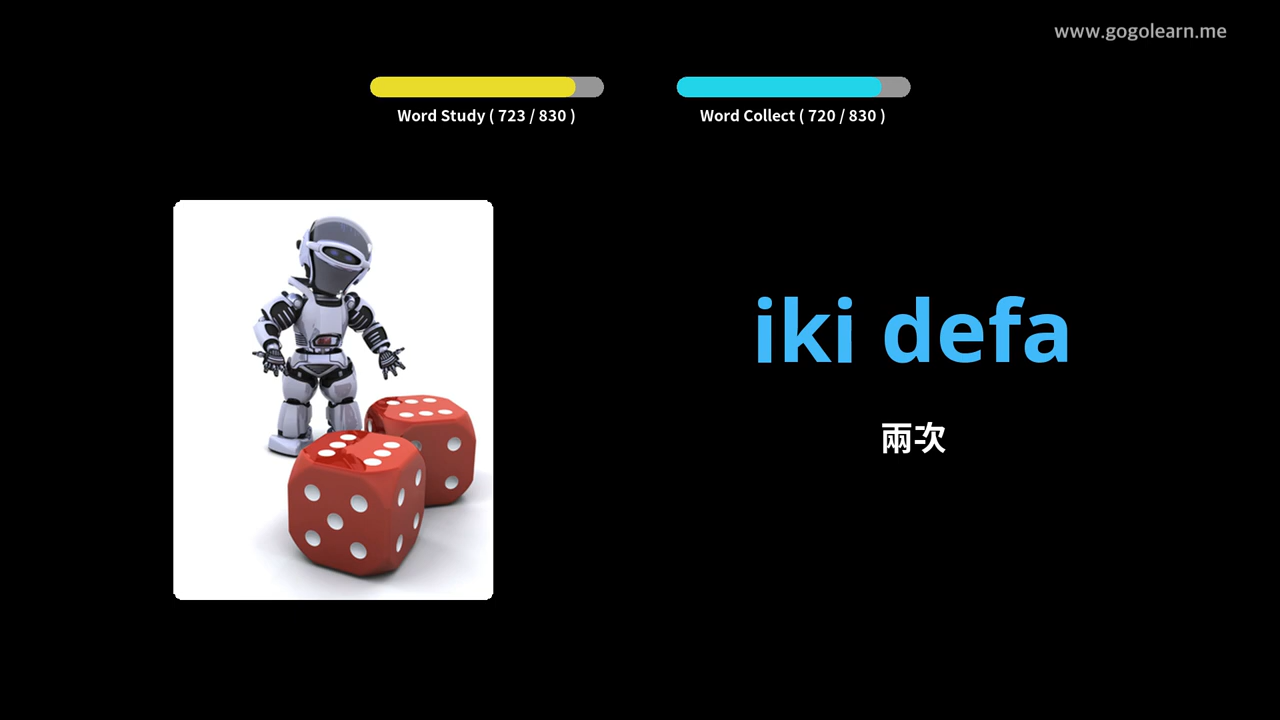 www.gogolearn.me
Word Study ( 723 / 830 )
Word Collect ( 720 / 830 )
iki defa
兩次